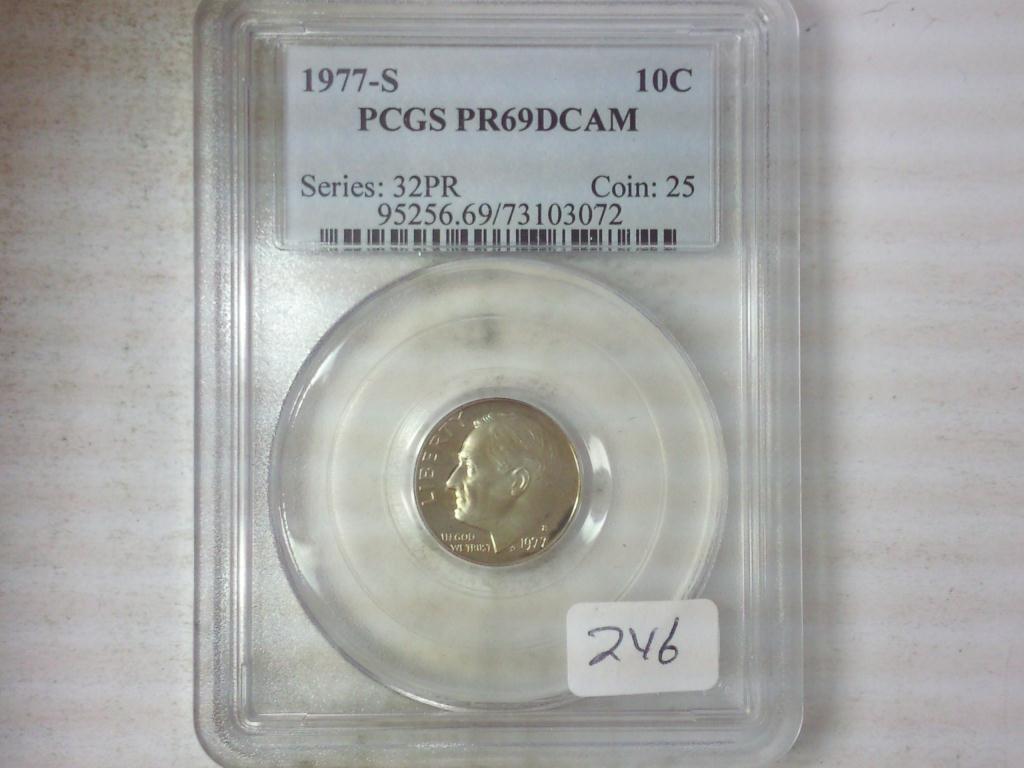 1977-S 10C
PCGS PR69DCAM
Series: 32PR Coin: 25
95256.69/73103072
LIBERTY
IN GOD
WE TRUST
1977
246